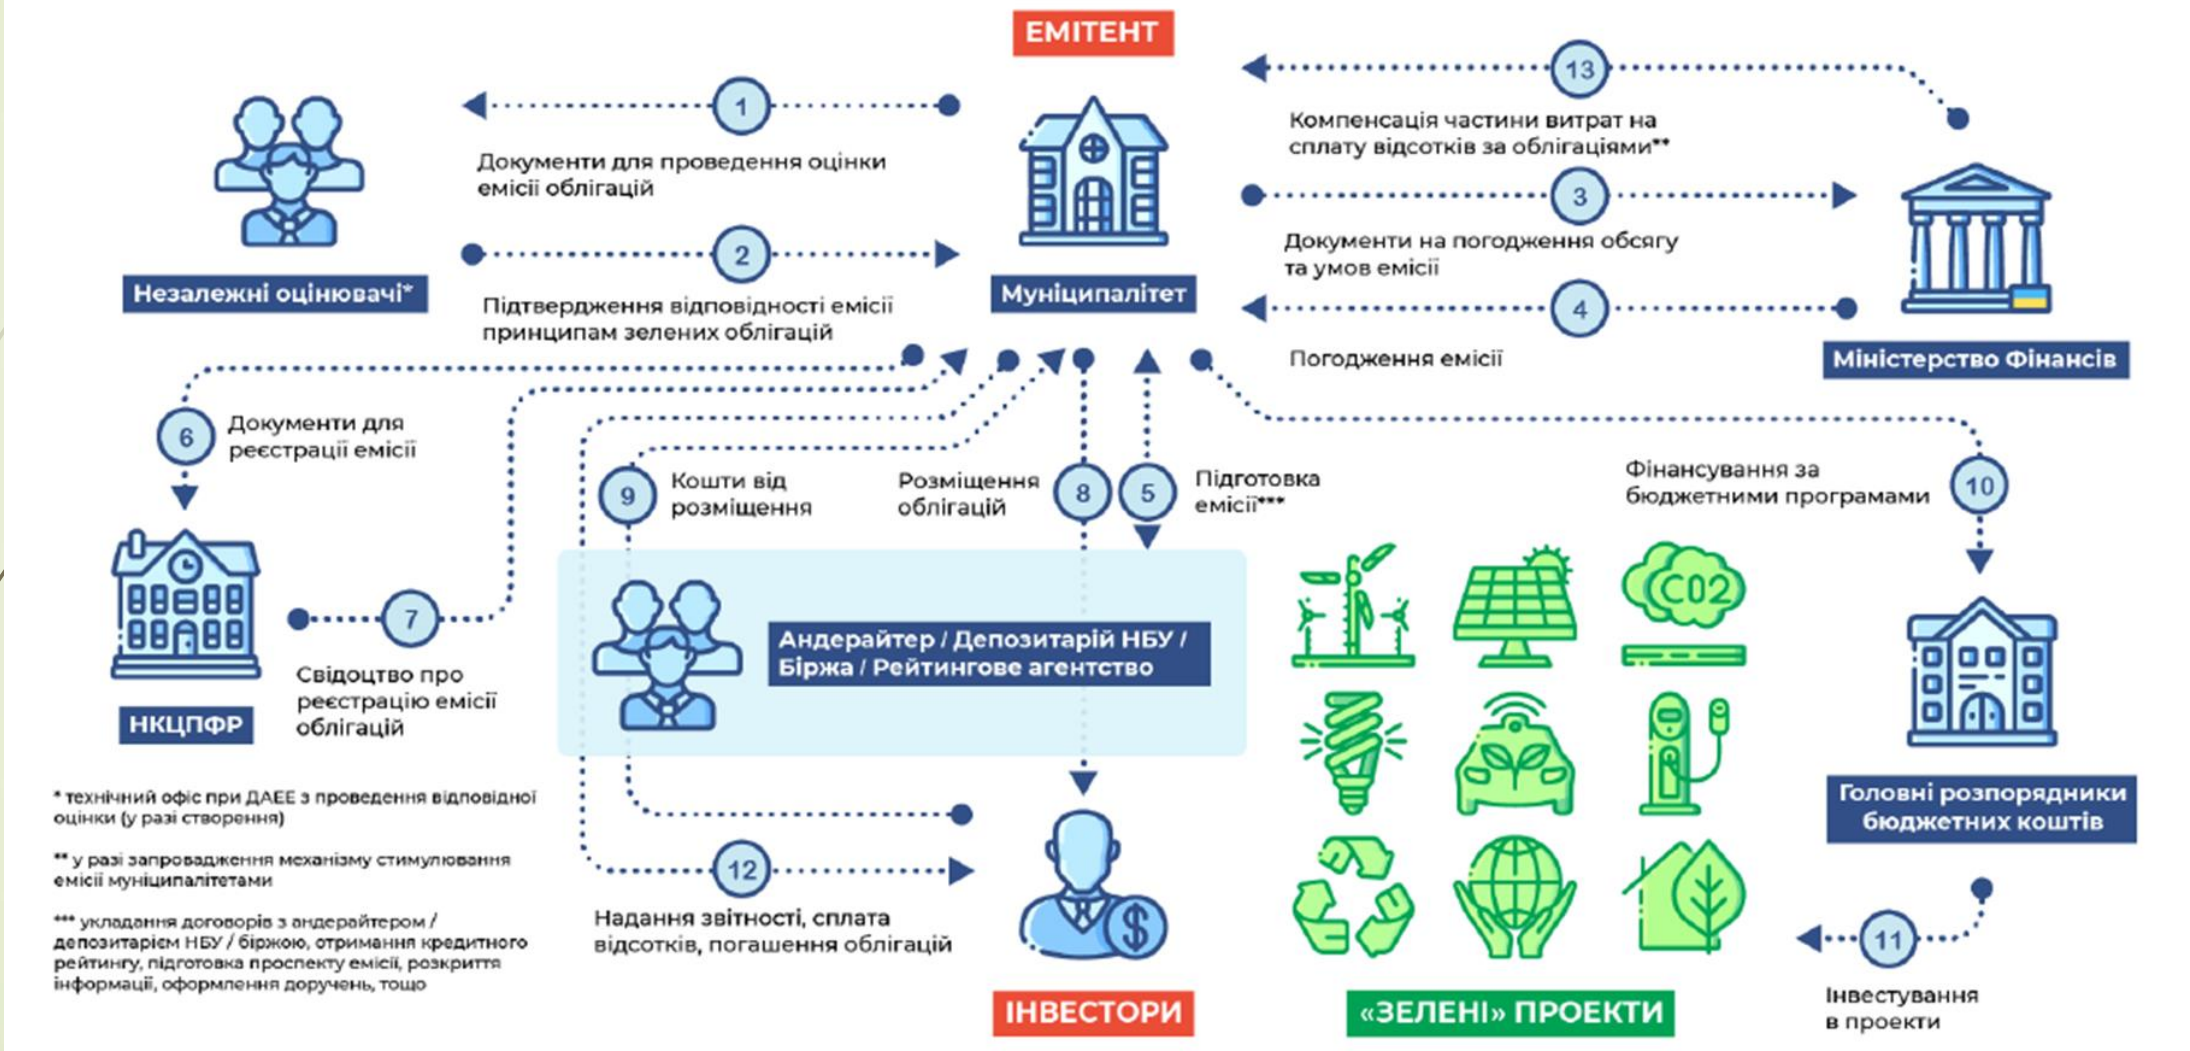 ЕМІТЕНТ
1
Документи для проведення оцінки
емісії облігацій
2
Підтвердження відповідності емісії
принципам зелених облігацій
Незалежні оцінювачі*
Муніципалітет
13
Компенсація частини витрат на
сплату відсотків за облігаціями**
3
Документи на погодження обсягу
та умов емісії
4
Погодження емісії
Міністерство Фінансів
6
Документи для
реєстрації емісії
9
Кошти від
розміщення
Розміщення
облігацій
8
5
Підготовка
емісії***
Фінансування за
бюджетними програмами
10
7
Свідоцтво про
реєстрацію емісії
облігацій
НКЦПФР
Андерайтер / Депозитарій НБУ /
Біржа / Рейтингове агентство
CO2
Головні розпорядники
бюджетних коштів
* технічний офіс при ДАЕЕ з проведення відповідної
оцінки (у разі створення)
** у разі запровадження механізму стимулювання
емісії муніципалітетами
*** укладання договорів з андерайтером /
депозитарієм НБУ / біржою, отримання кредитного
рейтингу, підготовка проспекту емісії, розкриття
інформації, оформлення доручень, тощо
12
Надання звітності, сплата
відсотків, погашення облігацій
$
ІНВЕСТОРИ
«ЗЕЛЕНІ» ПРОЕКТИ
11
Інвестування
в проекти